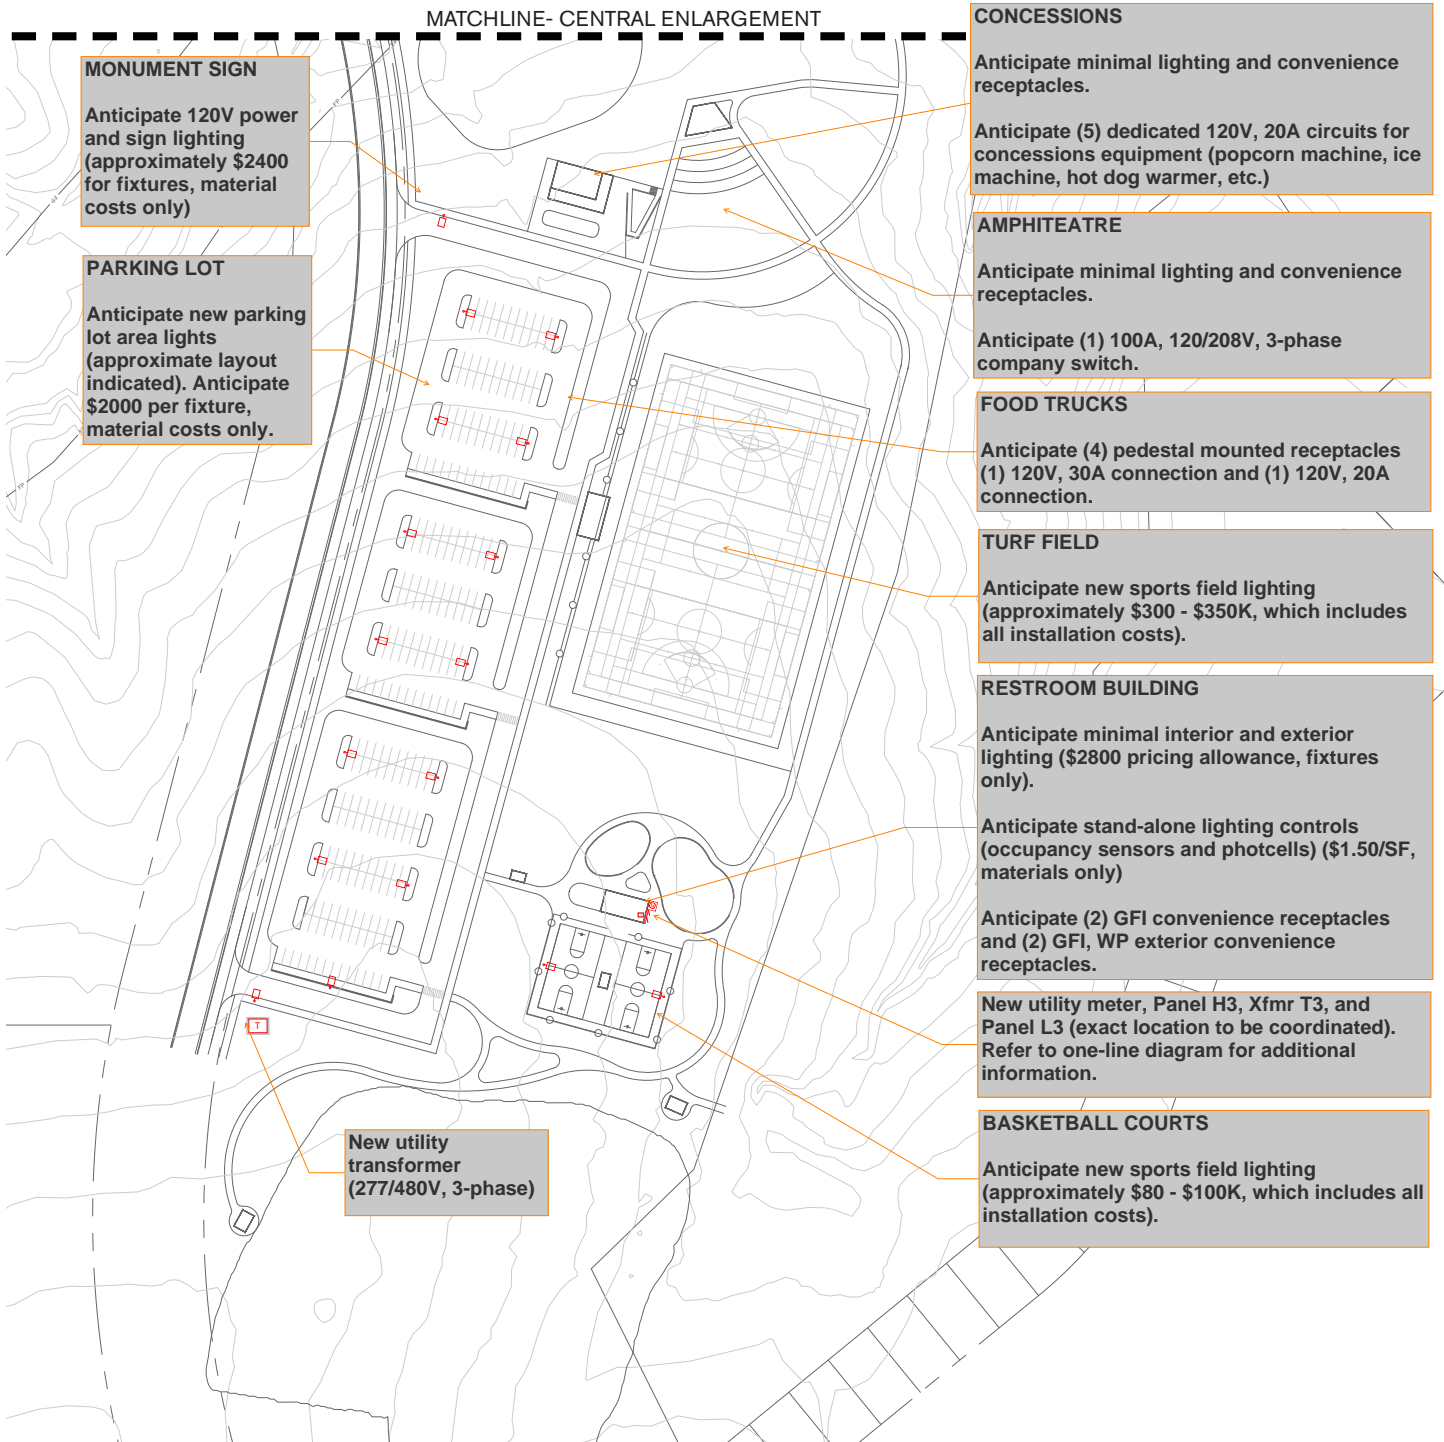 MATCHLINE- CENTRAL ENLARGEMENT
MONUMENT SIGN
Anticipate 120V power
and sign lighting
(approximately $2400
for fixtures, material
costs only)
PARKING LOT
Anticipate new parking
lot area lights
(approximate layout
indicated). Anticipate
$2000 per fixture,
material costs only.
CONCESSIONS
Anticipate minimal lighting and convenience
receptacles.
Anticipate (5) dedicated 120V, 20A circuits for
concessions equipment (popcorn machine, ice
machine, hot dog warmer, etc.)
AMPHITEATRE
Anticipate minimal lighting and convenience
receptacles.
Anticipate (1) 100A, 120/208V, 3-phase
company switch.
FOOD TRUCKS
Anticipate (4) pedestal mounted receptacles
(1) 120V, 30A connection and (1) 120V, 20A
connection.
TURF FIELD
Anticipate new sports field lighting
(approximately $300 - $350K, which includes
all installation costs).
RESTROOM BUILDING
Anticipate minimal interior and exterior
lighting ($2800 pricing allowance, fixtures
only).
Anticipate stand-alone lighting controls
(occupancy sensors and photcells) ($1.50/SF,
materials only)
Anticipate (2) GFI convenience receptacles
and (2) GFI, WP exterior convenience
receptacles.
New utility meter, Panel H3, Xfmr T3, and
Panel L3 (exact location to be coordinated).
Refer to one-line diagram for additional
information.
BASKETBALL COURTS
Anticipate new sports field lighting
(approximately $80 - $100K, which includes all
installation costs).
T
New utility
transformer
(277/480V, 3-phase)